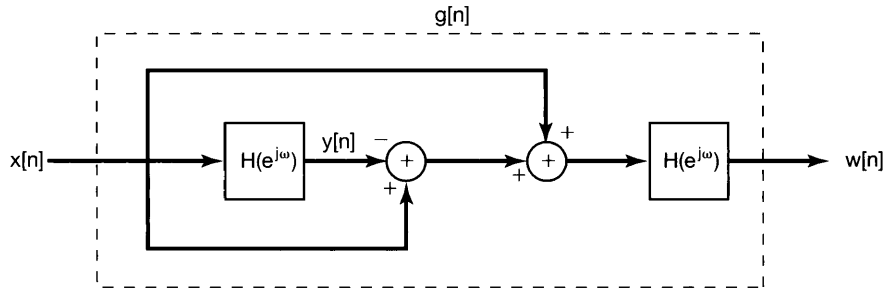 g[n]
+
x[n]
H(e^{jω})
y[n]
−
+
+
+
+
H(e^{jω})
w[n]